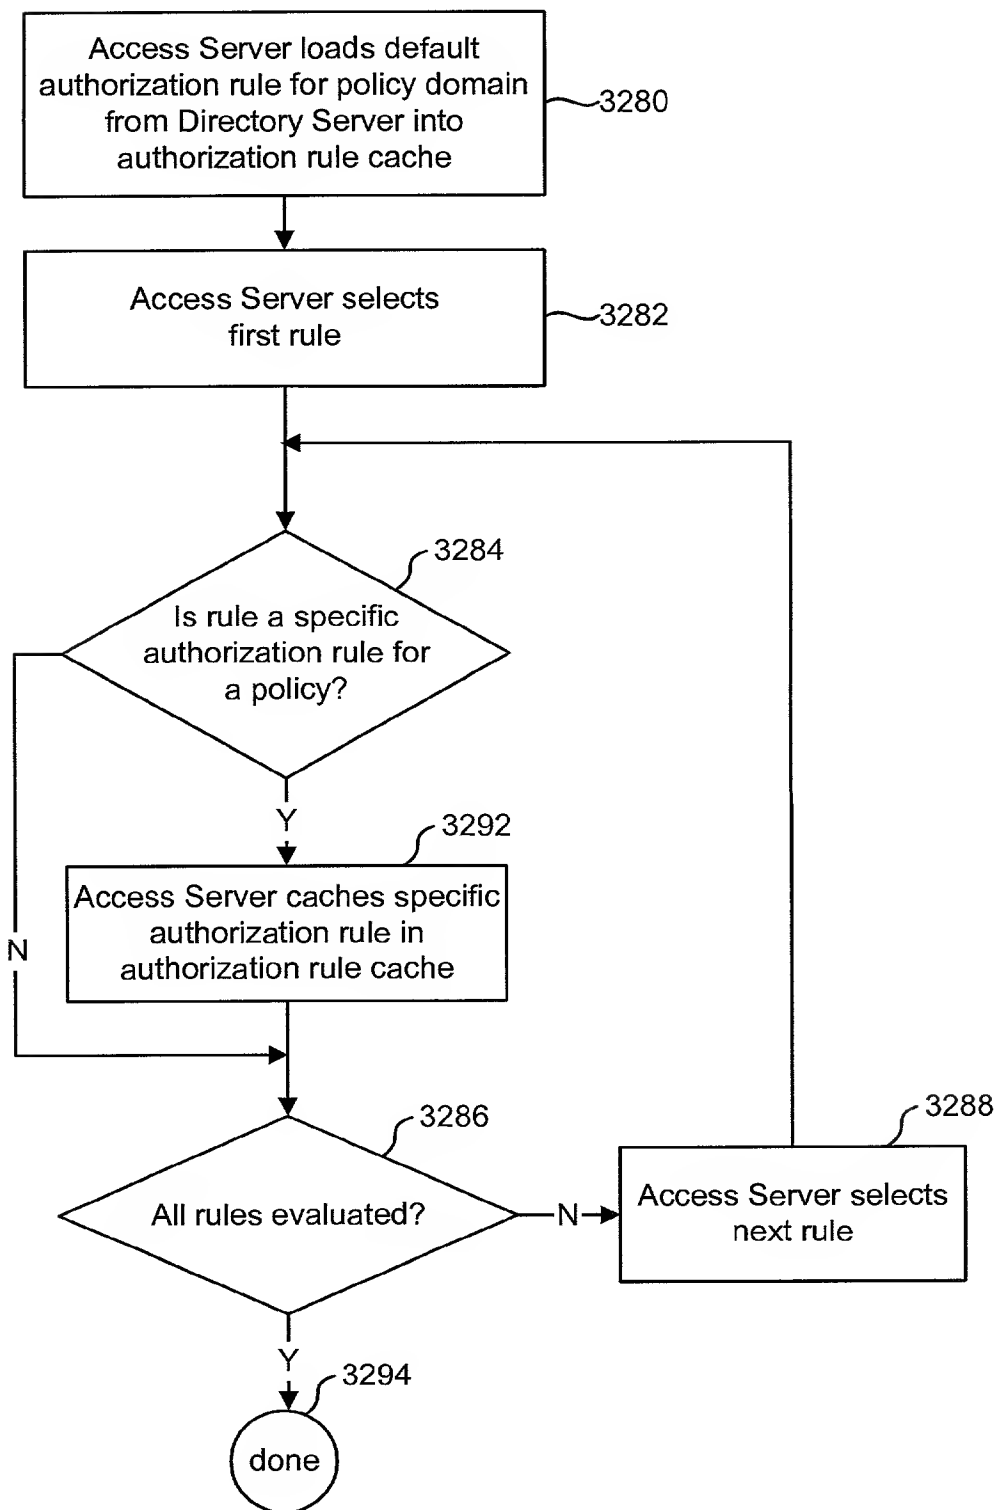 Access Server loads default
authorization rule for policy domain
from Directory Server into
authorization rule cache
3280
Access Server selects
first rule
3282
3284
Is rule a specific
authorization rule for
a policy?
Y
3292
Access Server caches specific
authorization rule in
authorization rule cache
N
3286
All rules evaluated?
N
3288
Access Server selects
next rule
Y
3294
done